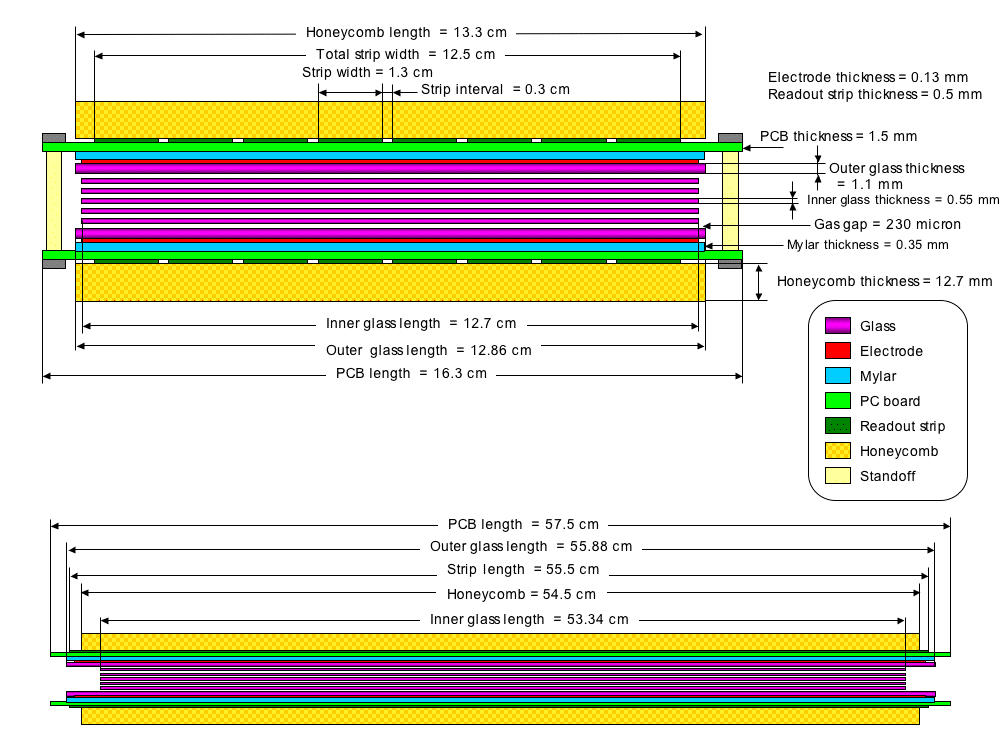 Honeycomb length = 13.3 cm
Total strip width = 12.5 cm
Strip width = 1.3 cm
Strip interval = 0.3 cm
Electrode thickness = 0.13 mm
Readout strip thickness = 0.5 mm
PCB thickness = 1.5 mm
Outer glass thickness
= 1.1 mm
Inner glass thickness = 0.55 mm
Gas gap = 230 micron
Mylar thickness = 0.35 mm
Honeycomb thickness = 12.7 mm
Inner glass length = 12.7 cm
Outer glass length = 12.86 cm
PCB length = 16.3 cm
Glass
Electrode
Mylar
PC board
Readout strip
Honeycomb
Standoff
PCB length = 57.5 cm
Outer glass length = 55.88 cm
Strip length = 55.5 cm
Honeycomb = 54.5 cm
Inner glass length = 53.34 cm